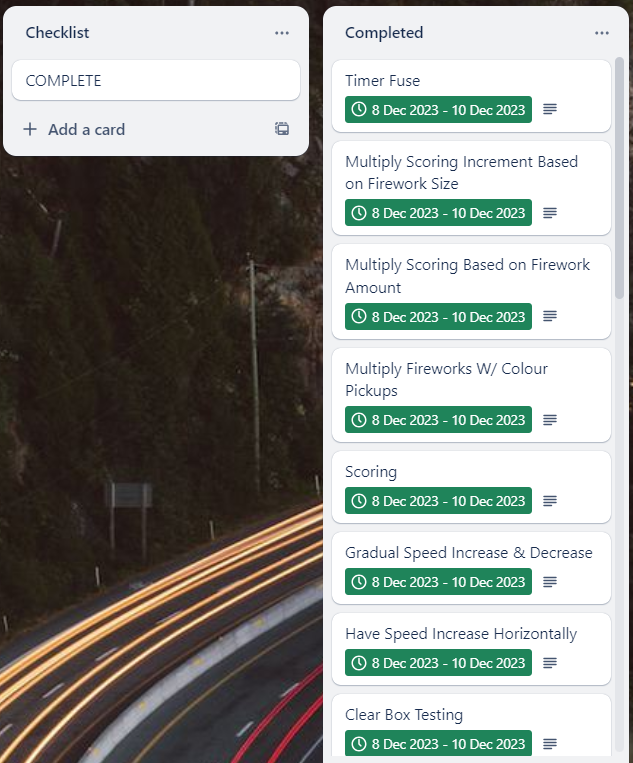 Checklist
COMPLETE
Add a card
Completed
Timer Fuse
8 Dec 2023 - 10 Dec 2023
Multiply Scoring Increment Based
on Firework Size
8 Dec 2023 - 10 Dec 2023
Multiply Scoring Based on Firework
Amount
8 Dec 2023 - 10 Dec 2023
Multiply Fireworks W/ Colour
Pickups
8 Dec 2023 - 10 Dec 2023
Scoring
8 Dec 2023 - 10 Dec 2023
Gradual Speed Increase & Decrease
8 Dec 2023 - 10 Dec 2023
Have Speed Increase Horizontally
8 Dec 2023 - 10 Dec 2023
Clear Box Testing
8 Dec 2023 - 10 Dec 2023